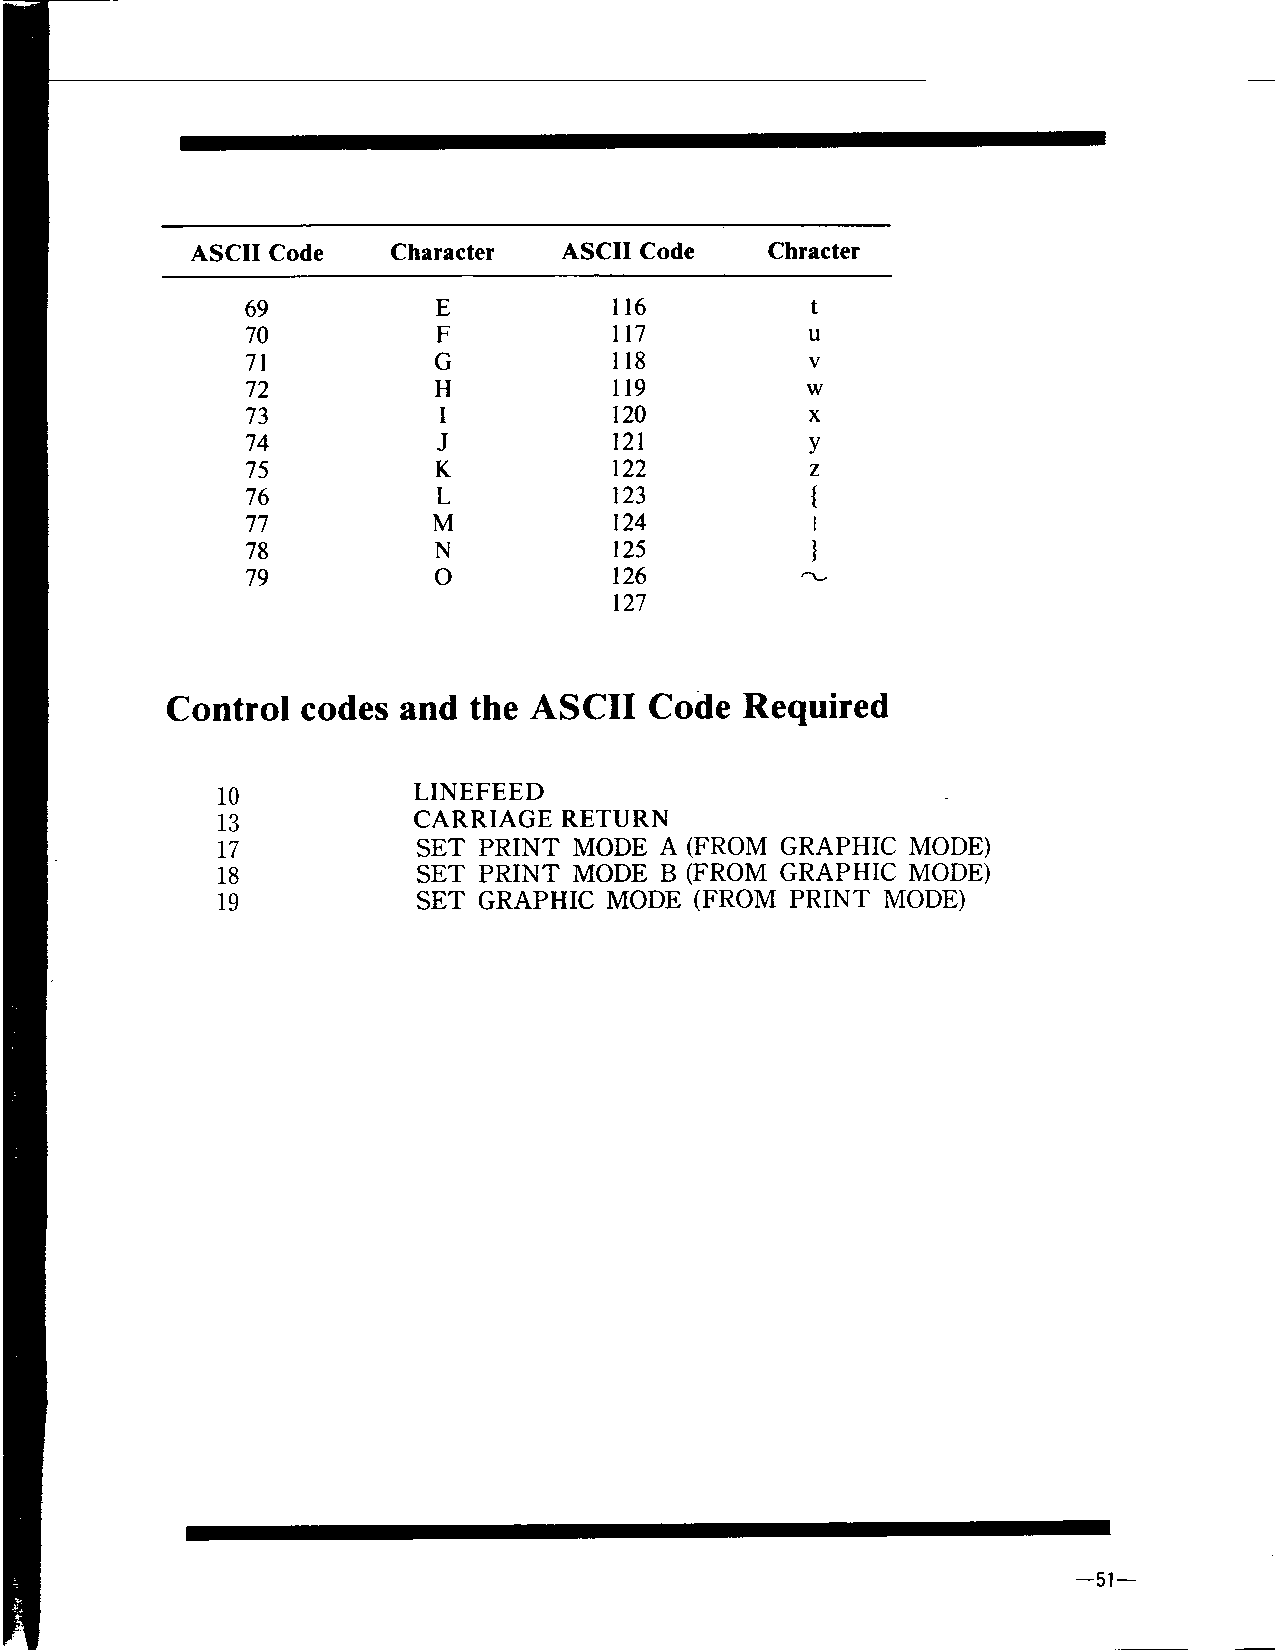 ASCII Code Character ASCII Code Chracter
69 E 116 t
70 F 117 u
71 G 118 v
72 H 119 w
73 I 120 x
74 J 121 y
75 K 122 z
76 L 123 {
77 M 124 |
78 N 125 }
79 O 126 ~
127
Control codes and the ASCII Code Required
10 LINEFEED
13 CARRIAGE RETURN
17 SET PRINT MODE A (FROM GRAPHIC MODE)
18 SET PRINT MODE B (FROM GRAPHIC MODE)
19 SET GRAPHIC MODE (FROM PRINT MODE)
—51—